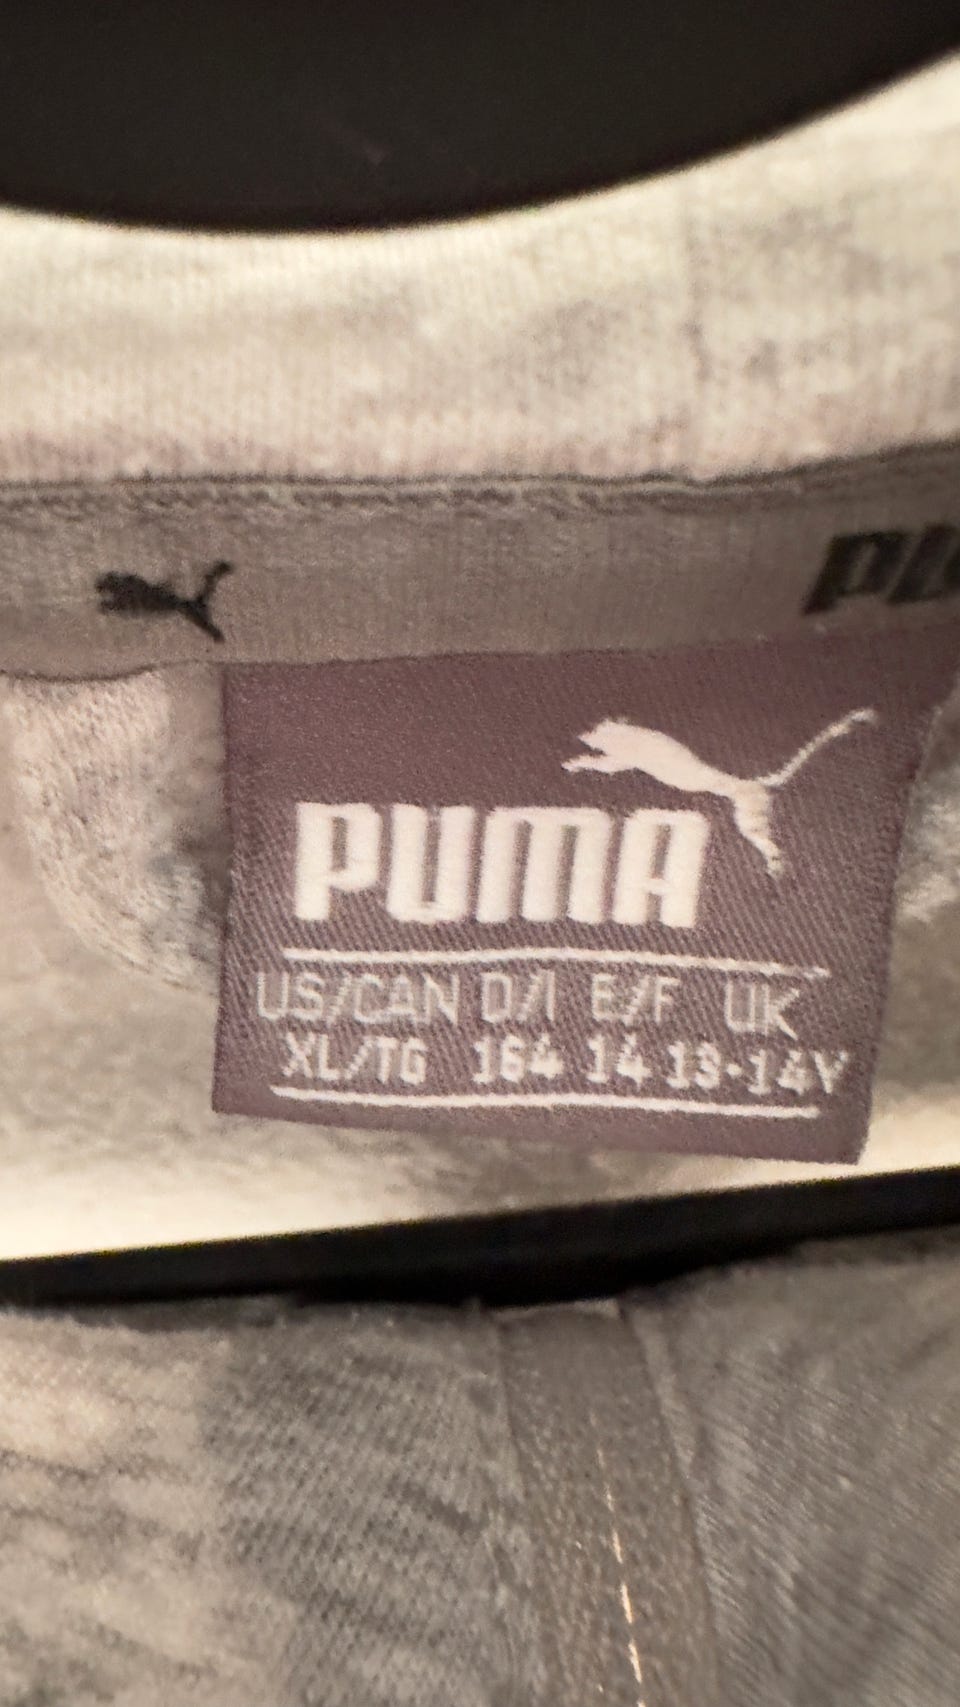 PUMA
US/CAN D/I E/F UK
XL/TG 164 14 13-14Y